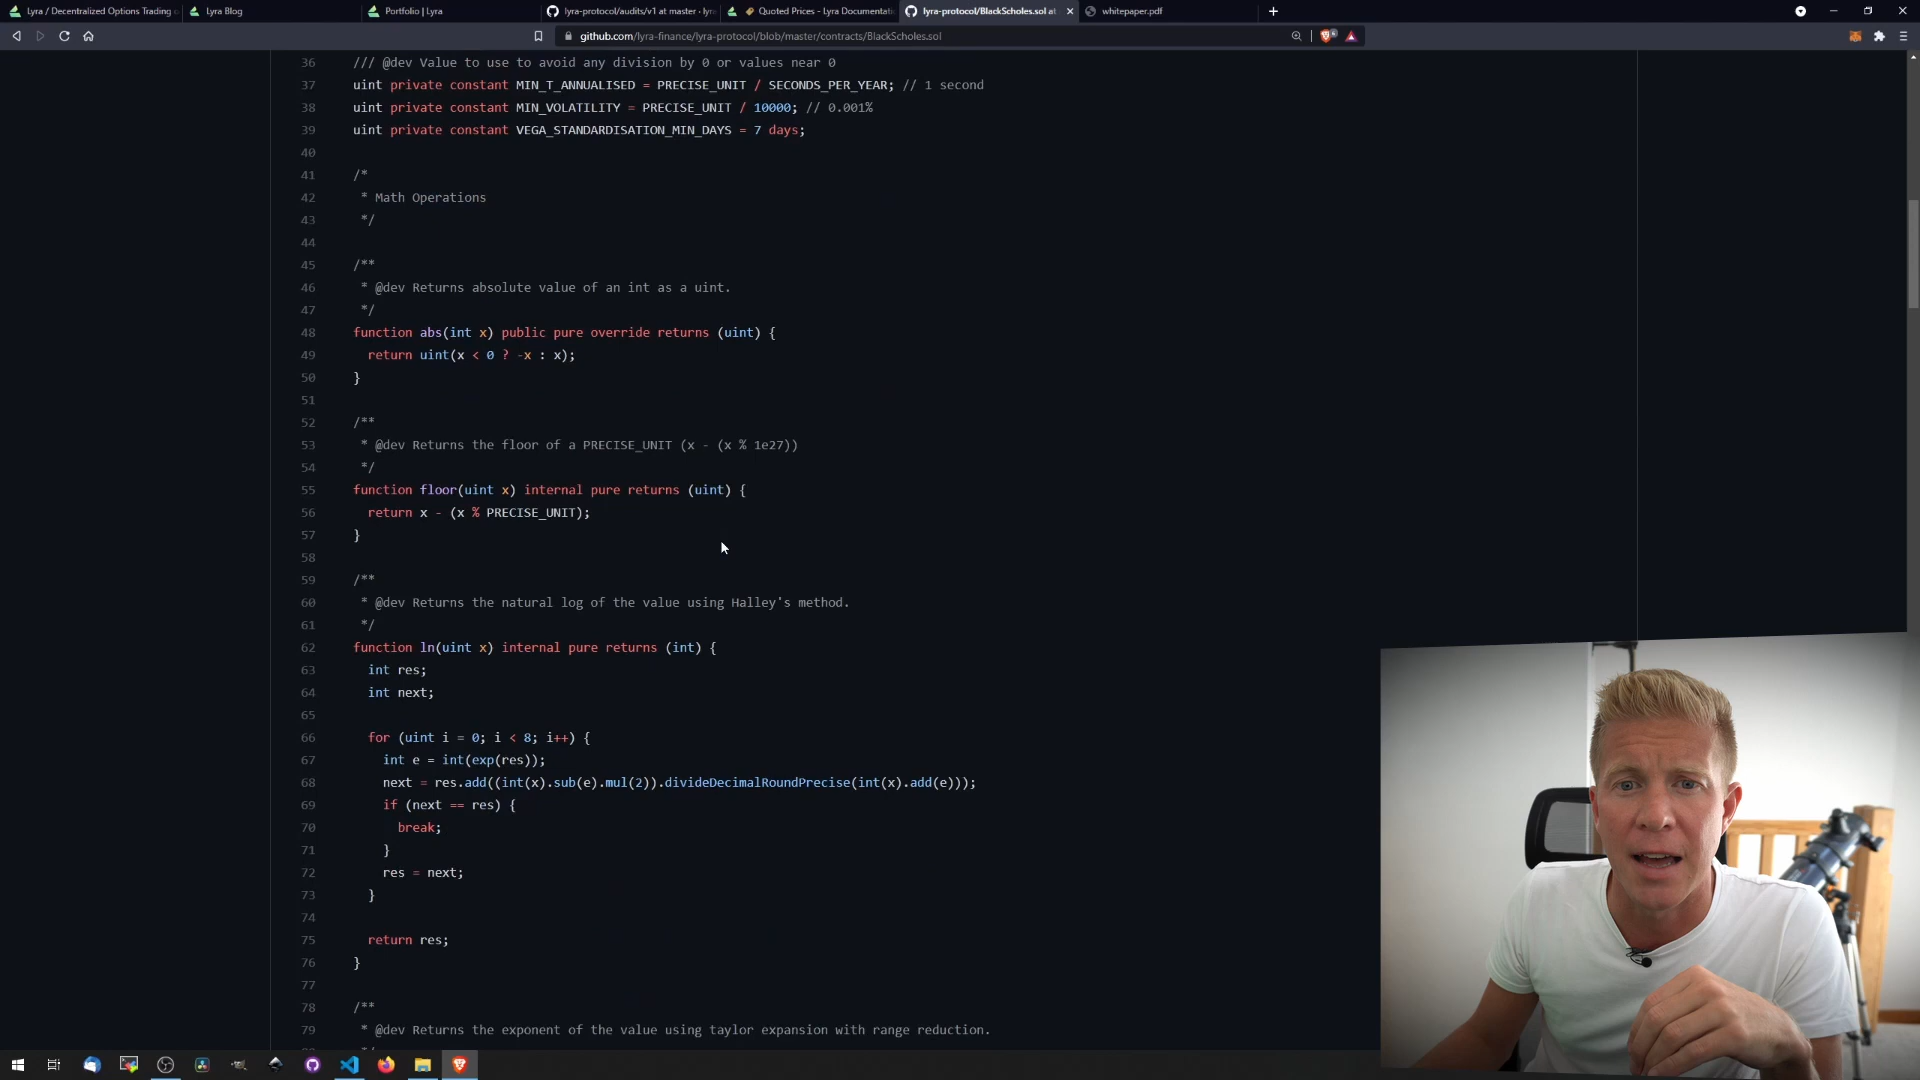 Lyra / Decentralized Options Trading
Lyra Blog
Portfolio | Lyra
lyra-protocol/audits/v1 at master · lyr
Quoted Prices - Lyra Documentati
lyra-protocol/BlackScholes.sol at
whitepaper.pdf
github.com/lyra-finance/lyra-protocol/blob/master/contracts/BlackScholes.sol
36 /// @dev Value to use to avoid any division by 0 or values near 0
37 uint private constant MIN_T_ANNUALISED = PRECISE_UNIT / SECONDS_PER_YEAR; // 1 second
38 uint private constant MIN_VOLATILITY = PRECISE_UNIT / 10000; // 0.001%
39 uint private constant VEGA_STANDARDISATION_MIN_DAYS = 7 days;
40
41 /*
42 * Math Operations
43 */
44
45 /**
46 * @dev Returns absolute value of an int as a uint.
47 */
48 function abs(int x) public pure override returns (uint) {
49 return uint(x < 0 ? -x : x);
50 }
51
52 /**
53 * @dev Returns the floor of a PRECISE_UNIT (x - (x % 1e27))
54 */
55 function floor(uint x) internal pure returns (uint) {
56 return x - (x % PRECISE_UNIT);
57 }
58
59 /**
60 * @dev Returns the natural log of the value using Halley's method.
61 */
62 function ln(uint x) internal pure returns (int) {
63 int res;
64 int next;
65
66 for (uint i = 0; i < 8; i++) {
67 int e = int(exp(res));
68 next = res.add((int(x).sub(e).mul(2)).divideDecimalRoundPrecise(int(x).add(e)));
69 if (next == res) {
70 break;
71 }
72 res = next;
73 }
74
75 return res;
76 }
77
78 /**
79 * @dev Returns the exponent of the value using taylor expansion with range reduction.